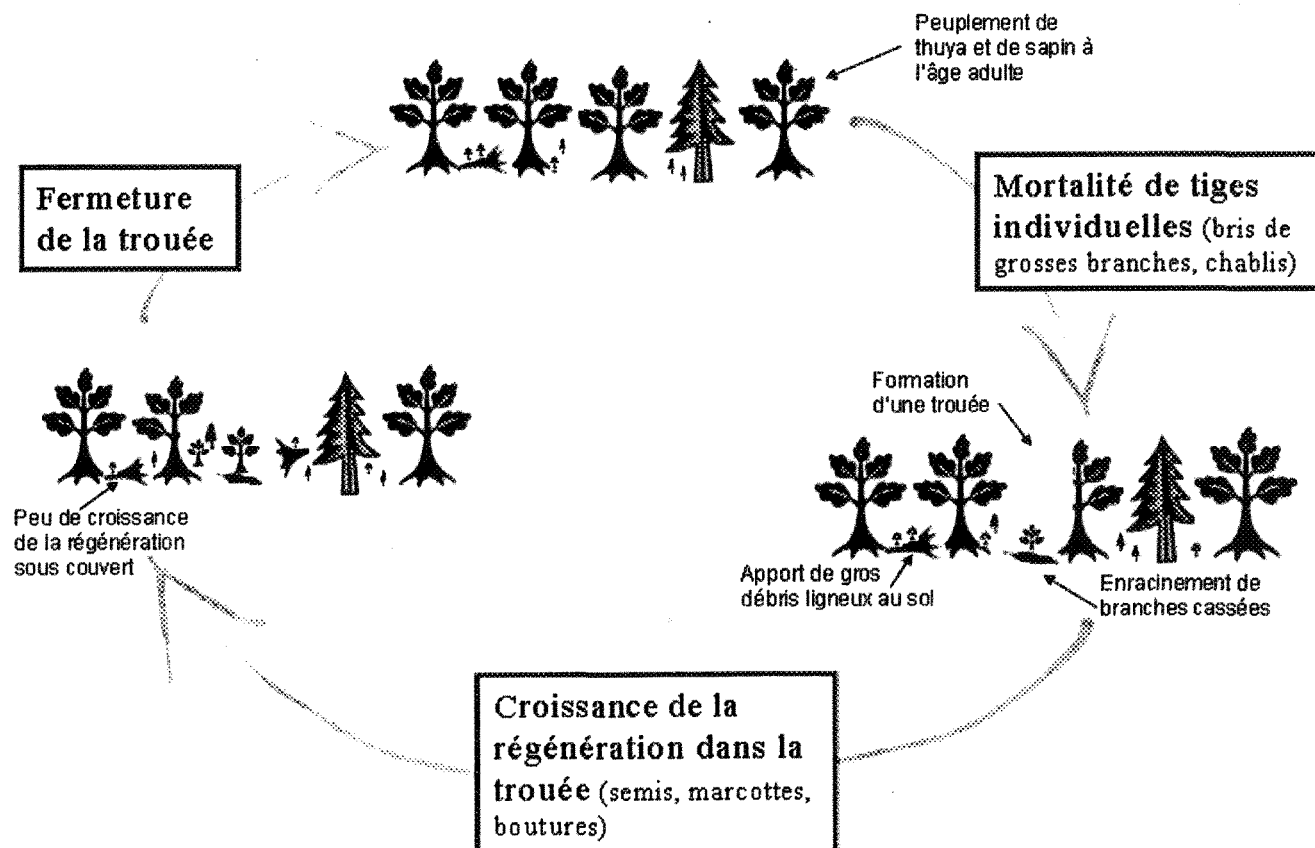 Peuplement de
thuya et de sapin à
l'âge adulte
Mortalité de tiges
individuelles (bris de
grosses branches, chablis)
Formation
d'une trouée
Apport de gros
débris ligneux au sol
Enracinement de
branches cassées
Croissance de la
régénération dans la
trouée (semis, marcottes,
boutures)
Peu de croissance
de la régénération
sous couvert
Fermeture
de la trouée